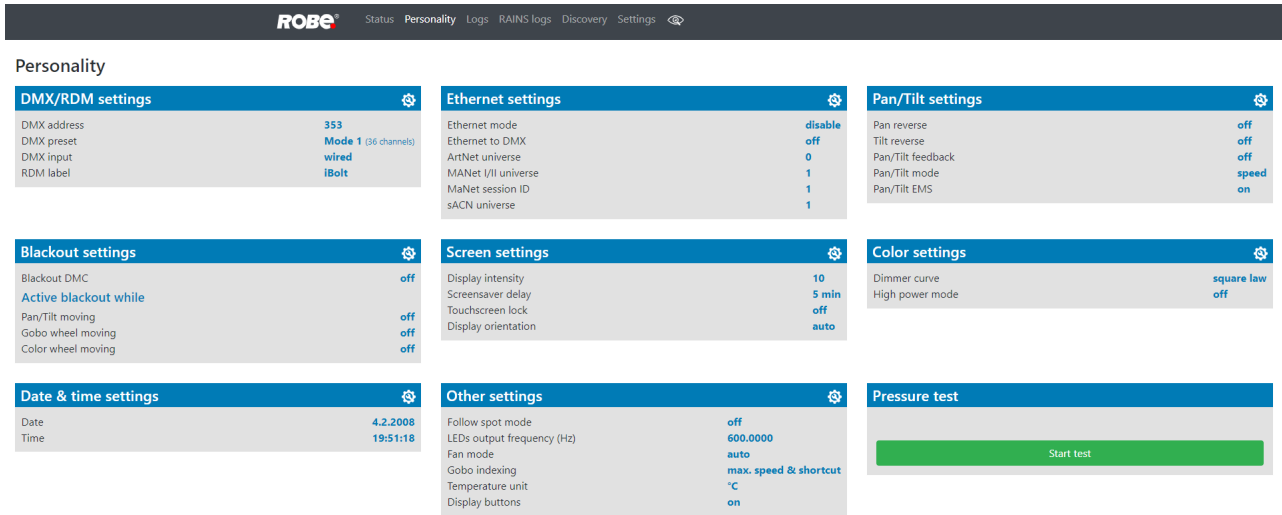 ROBE® Status Personality Logs RAINS logs Discovery Settings
Personality
DMX/RDM settings
DMX address 353
DMX preset Mode 1 (36 channels)
DMX input wired
RDM label iBolt
Ethernet settings
Ethernet mode disable
Ethernet to DMX off
ArtNet universe 0
MANet I/II universe 1
MaNet session ID 1
sACN universe 1
Pan/Tilt settings
Pan reverse off
Tilt reverse off
Pan/Tilt feedback off
Pan/Tilt mode speed
Pan/Tilt EMS on
Blackout settings
Blackout DMC off
Active blackout while
Pan/Tilt moving off
Gobo wheel moving off
Color wheel moving off
Screen settings
Display intensity 10
Screensaver delay 5 min
Touchscreen lock off
Display orientation auto
Color settings
Dimmer curve square law
High power mode off
Date & time settings
Date 4.2.2008
Time 19:51:18
Other settings
Follow spot mode off
LEDs output frequency (Hz) 600.0000
Fan mode auto
Gobo indexing max. speed & shortcut
Temperature unit °C
Display buttons on
Pressure test
Start test